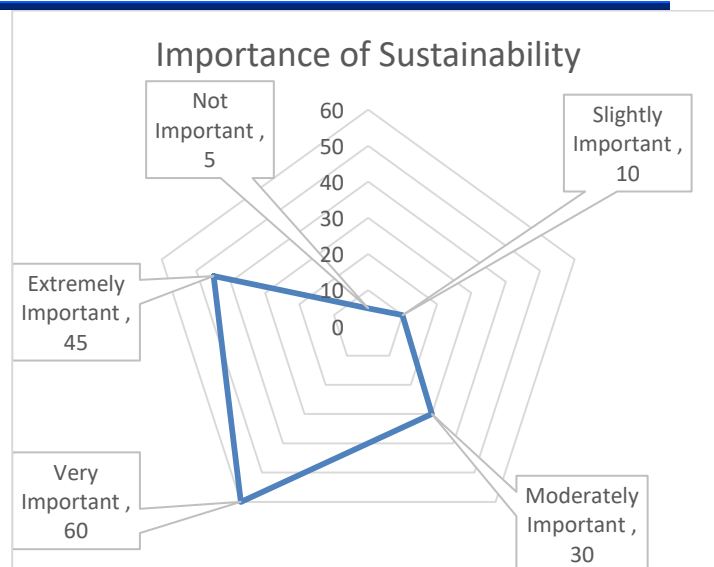 Importance of Sustainability
Not
Important ,
5
Slightly
Important ,
10
60
50
40
30
20
10
0
Extremely
Important ,
45
Very
Important ,
60
Moderately
Important ,
30